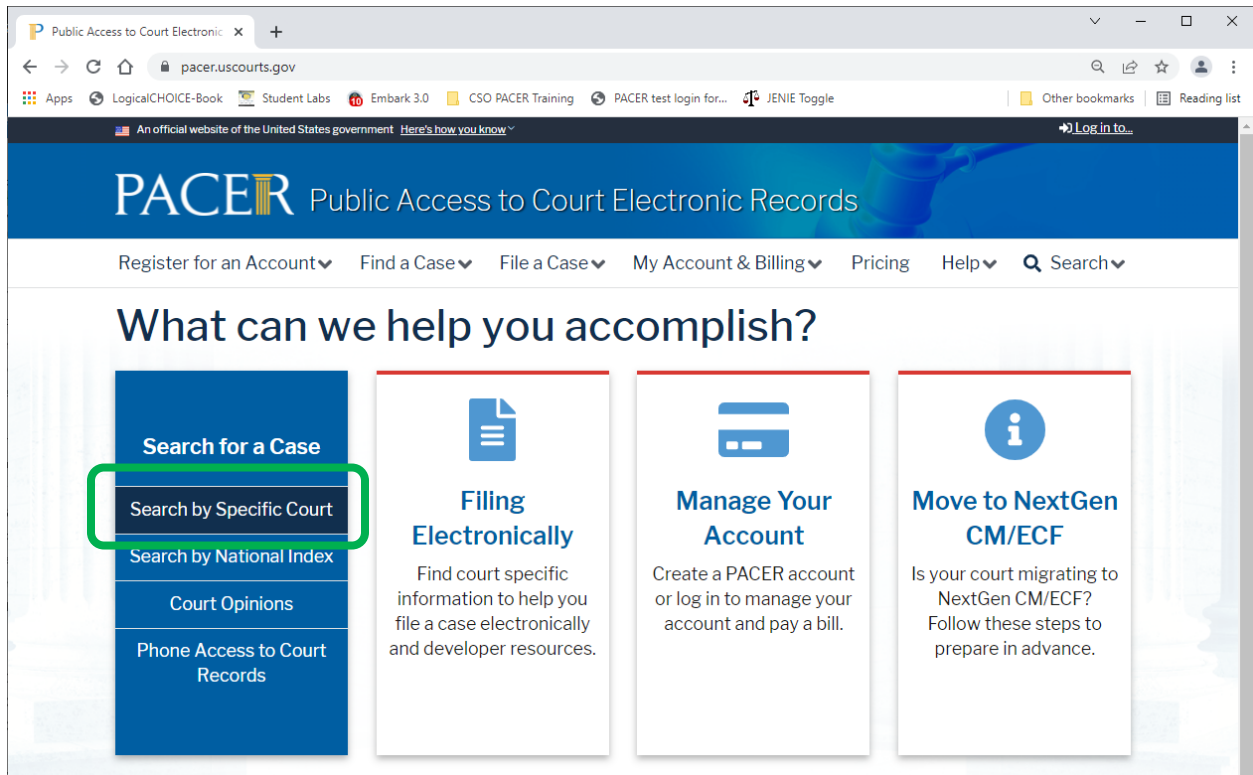 Public Access to Court Electronic
pacer.uscourts.gov
Apps LogicalCHOICE-Book Student Labs Embark 3.0 CSO PACER Training PACER test login for... JENIE Toggle Other bookmarks Reading list
An official website of the United States government Here's how you know Log in to...
PACER Public Access to Court Electronic Records
Register for an Account Find a Case File a Case My Account & Billing Pricing Help Search
What can we help you accomplish?
Search for a Case
Search by Specific Court
Search by National Index
Court Opinions
Phone Access to Court
Records
Filing
Electronically
Find court specific
information to help you
file a case electronically
and developer resources.
Manage Your
Account
Create a PACER account
or log in to manage your
account and pay a bill.
Move to NextGen
CM/ECF
Is your court migrating to
NextGen CM/ECF?
Follow these steps to
prepare in advance.